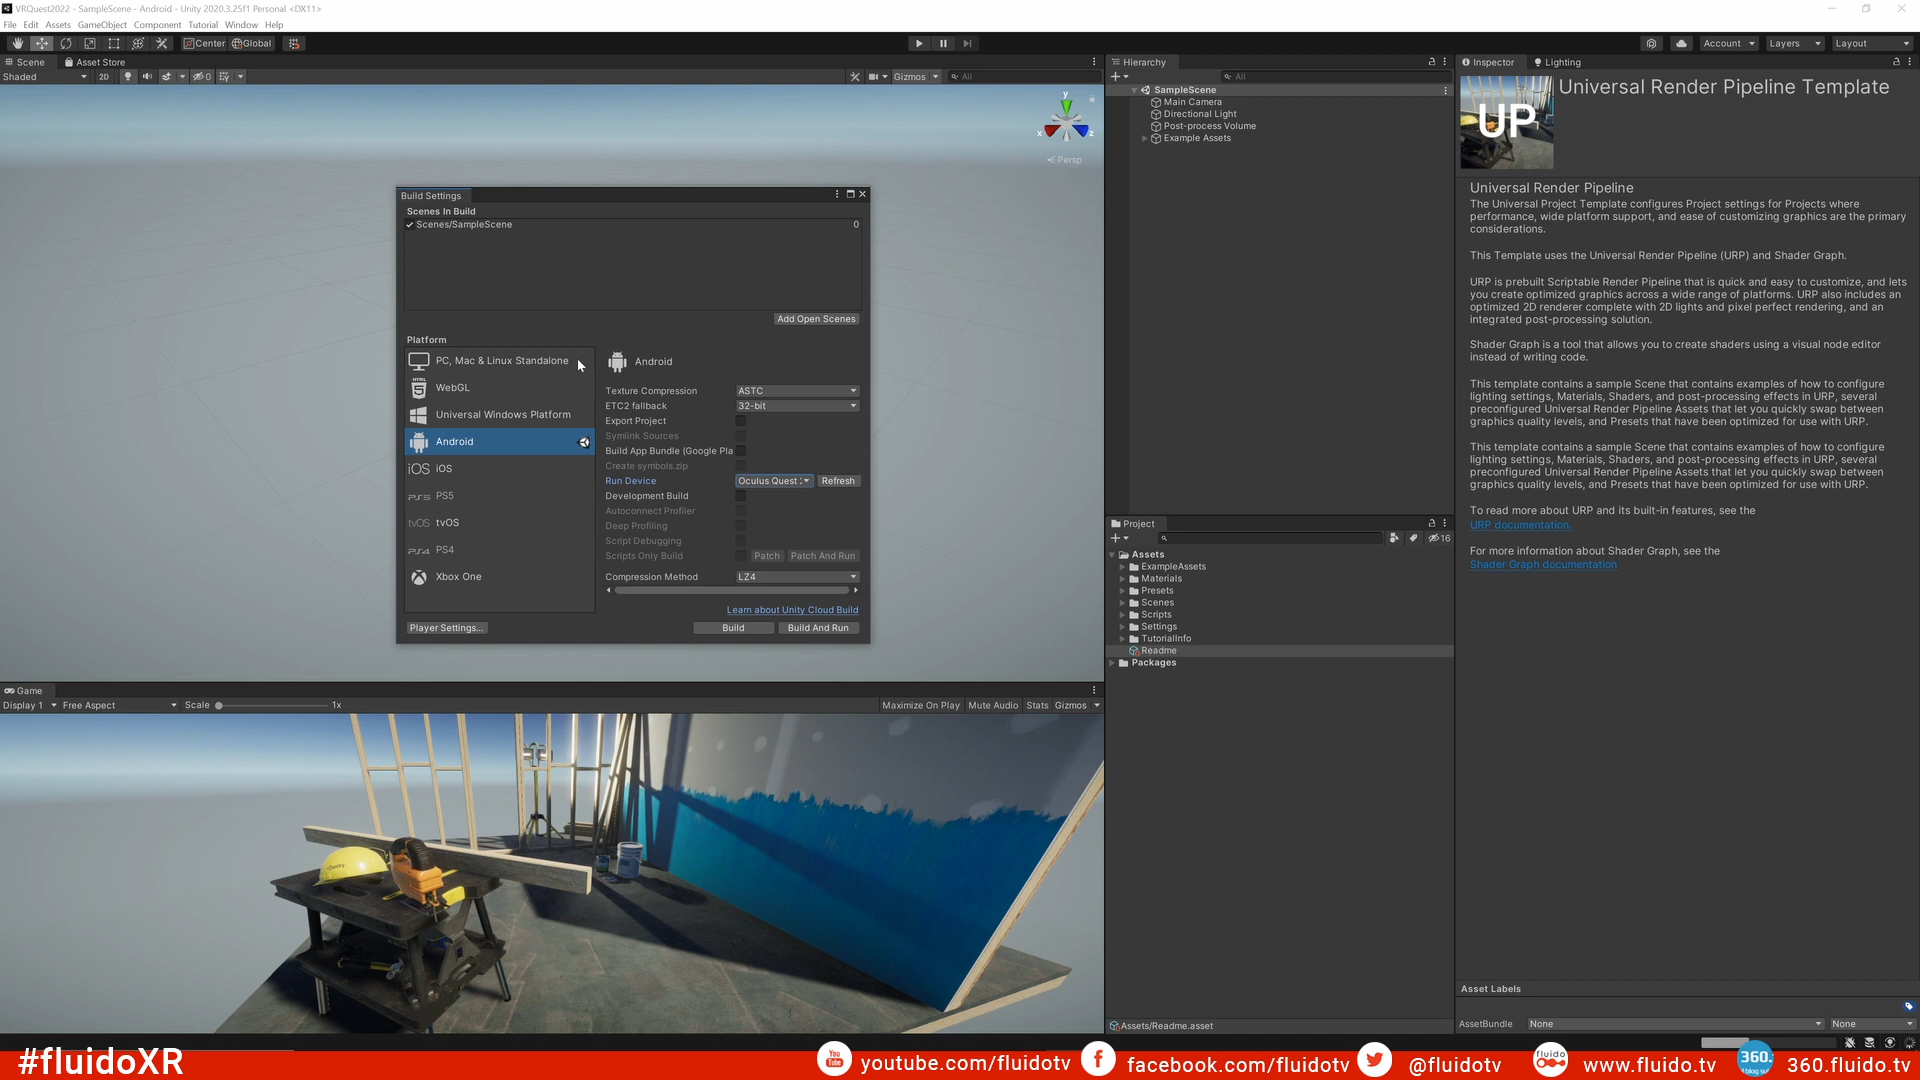 VRQuest2022 - SampleScene - Android - Unity 2020.3.25f1 Personal <DX11>
File Edit Assets GameObject Component Tutorial Window Help
Center Global
Account Layers Layout
Scene Asset Store
Shaded 2D 0 Gizmos All
y
x z
Persp
Build Settings
Scenes In Build
Scenes/SampleScene 0
Add Open Scenes
Platform
PC, Mac & Linux Standalone
WebGL
Universal Windows Platform
Android
iOS iOS
PS5 PS5
tvOS tvOS
PS4 PS4
Xbox One
Android
Texture Compression ASTC
ETC2 fallback 32-bit
Export Project
Symlink Sources
Build App Bundle (Google Pla
Create symbols.zip
Run Device Oculus Quest Refresh
Development Build
Autoconnect Profiler
Deep Profiling
Script Debugging
Scripts Only Build Patch Patch And Run
Compression Method LZ4
Learn about Unity Cloud Build
Player Settings... Build Build And Run
Game
Display 1 Free Aspect Scale 1x Maximize On Play Mute Audio Stats Gizmos
Hierarchy
All
SampleScene
Main Camera
Directional Light
Post-process Volume
Example Assets
Project
16
Assets
ExampleAssets
Materials
Presets
Scenes
Scripts
Settings
TutorialInfo
Readme
Packages
Assets/Readme.asset
Inspector Lighting
UP
Universal Render Pipeline Template
Universal Render Pipeline
The Universal Project Template configures Project settings for Projects where
performance, wide platform support, and ease of customizing graphics are the primary
considerations.
This Template uses the Universal Render Pipeline (URP) and Shader Graph.
URP is prebuilt Scriptable Render Pipeline that is quick and easy to customize, and lets
you create optimized graphics across a wide range of platforms. URP also includes an
optimized 2D renderer complete with 2D lights and pixel perfect rendering, and an
integrated post-processing solution.
Shader Graph is a tool that allows you to create shaders using a visual node editor
instead of writing code.
This template contains a sample Scene that contains examples of how to configure
lighting settings, Materials, Shaders, and post-processing effects in URP, several
preconfigured Universal Render Pipeline Assets that let you quickly swap between
graphics quality levels, and Presets that have been optimized for use with URP.
This template contains a sample Scene that contains examples of how to configure
lighting settings, Materials, Shaders, and post-processing effects in URP, several
preconfigured Universal Render Pipeline Assets that let you quickly swap between
graphics quality levels, and Presets that have been optimized for use with URP.
To read more about URP and its built-in features, see the
URP documentation.
For more information about Shader Graph, see the
Shader Graph documentation
Asset Labels
AssetBundle None None
#fluidoXR You Tube youtube.com/fluidotv facebook.com/fluidotv @fluidotv fluido www.fluido.tv 360. 360.fluido.tv